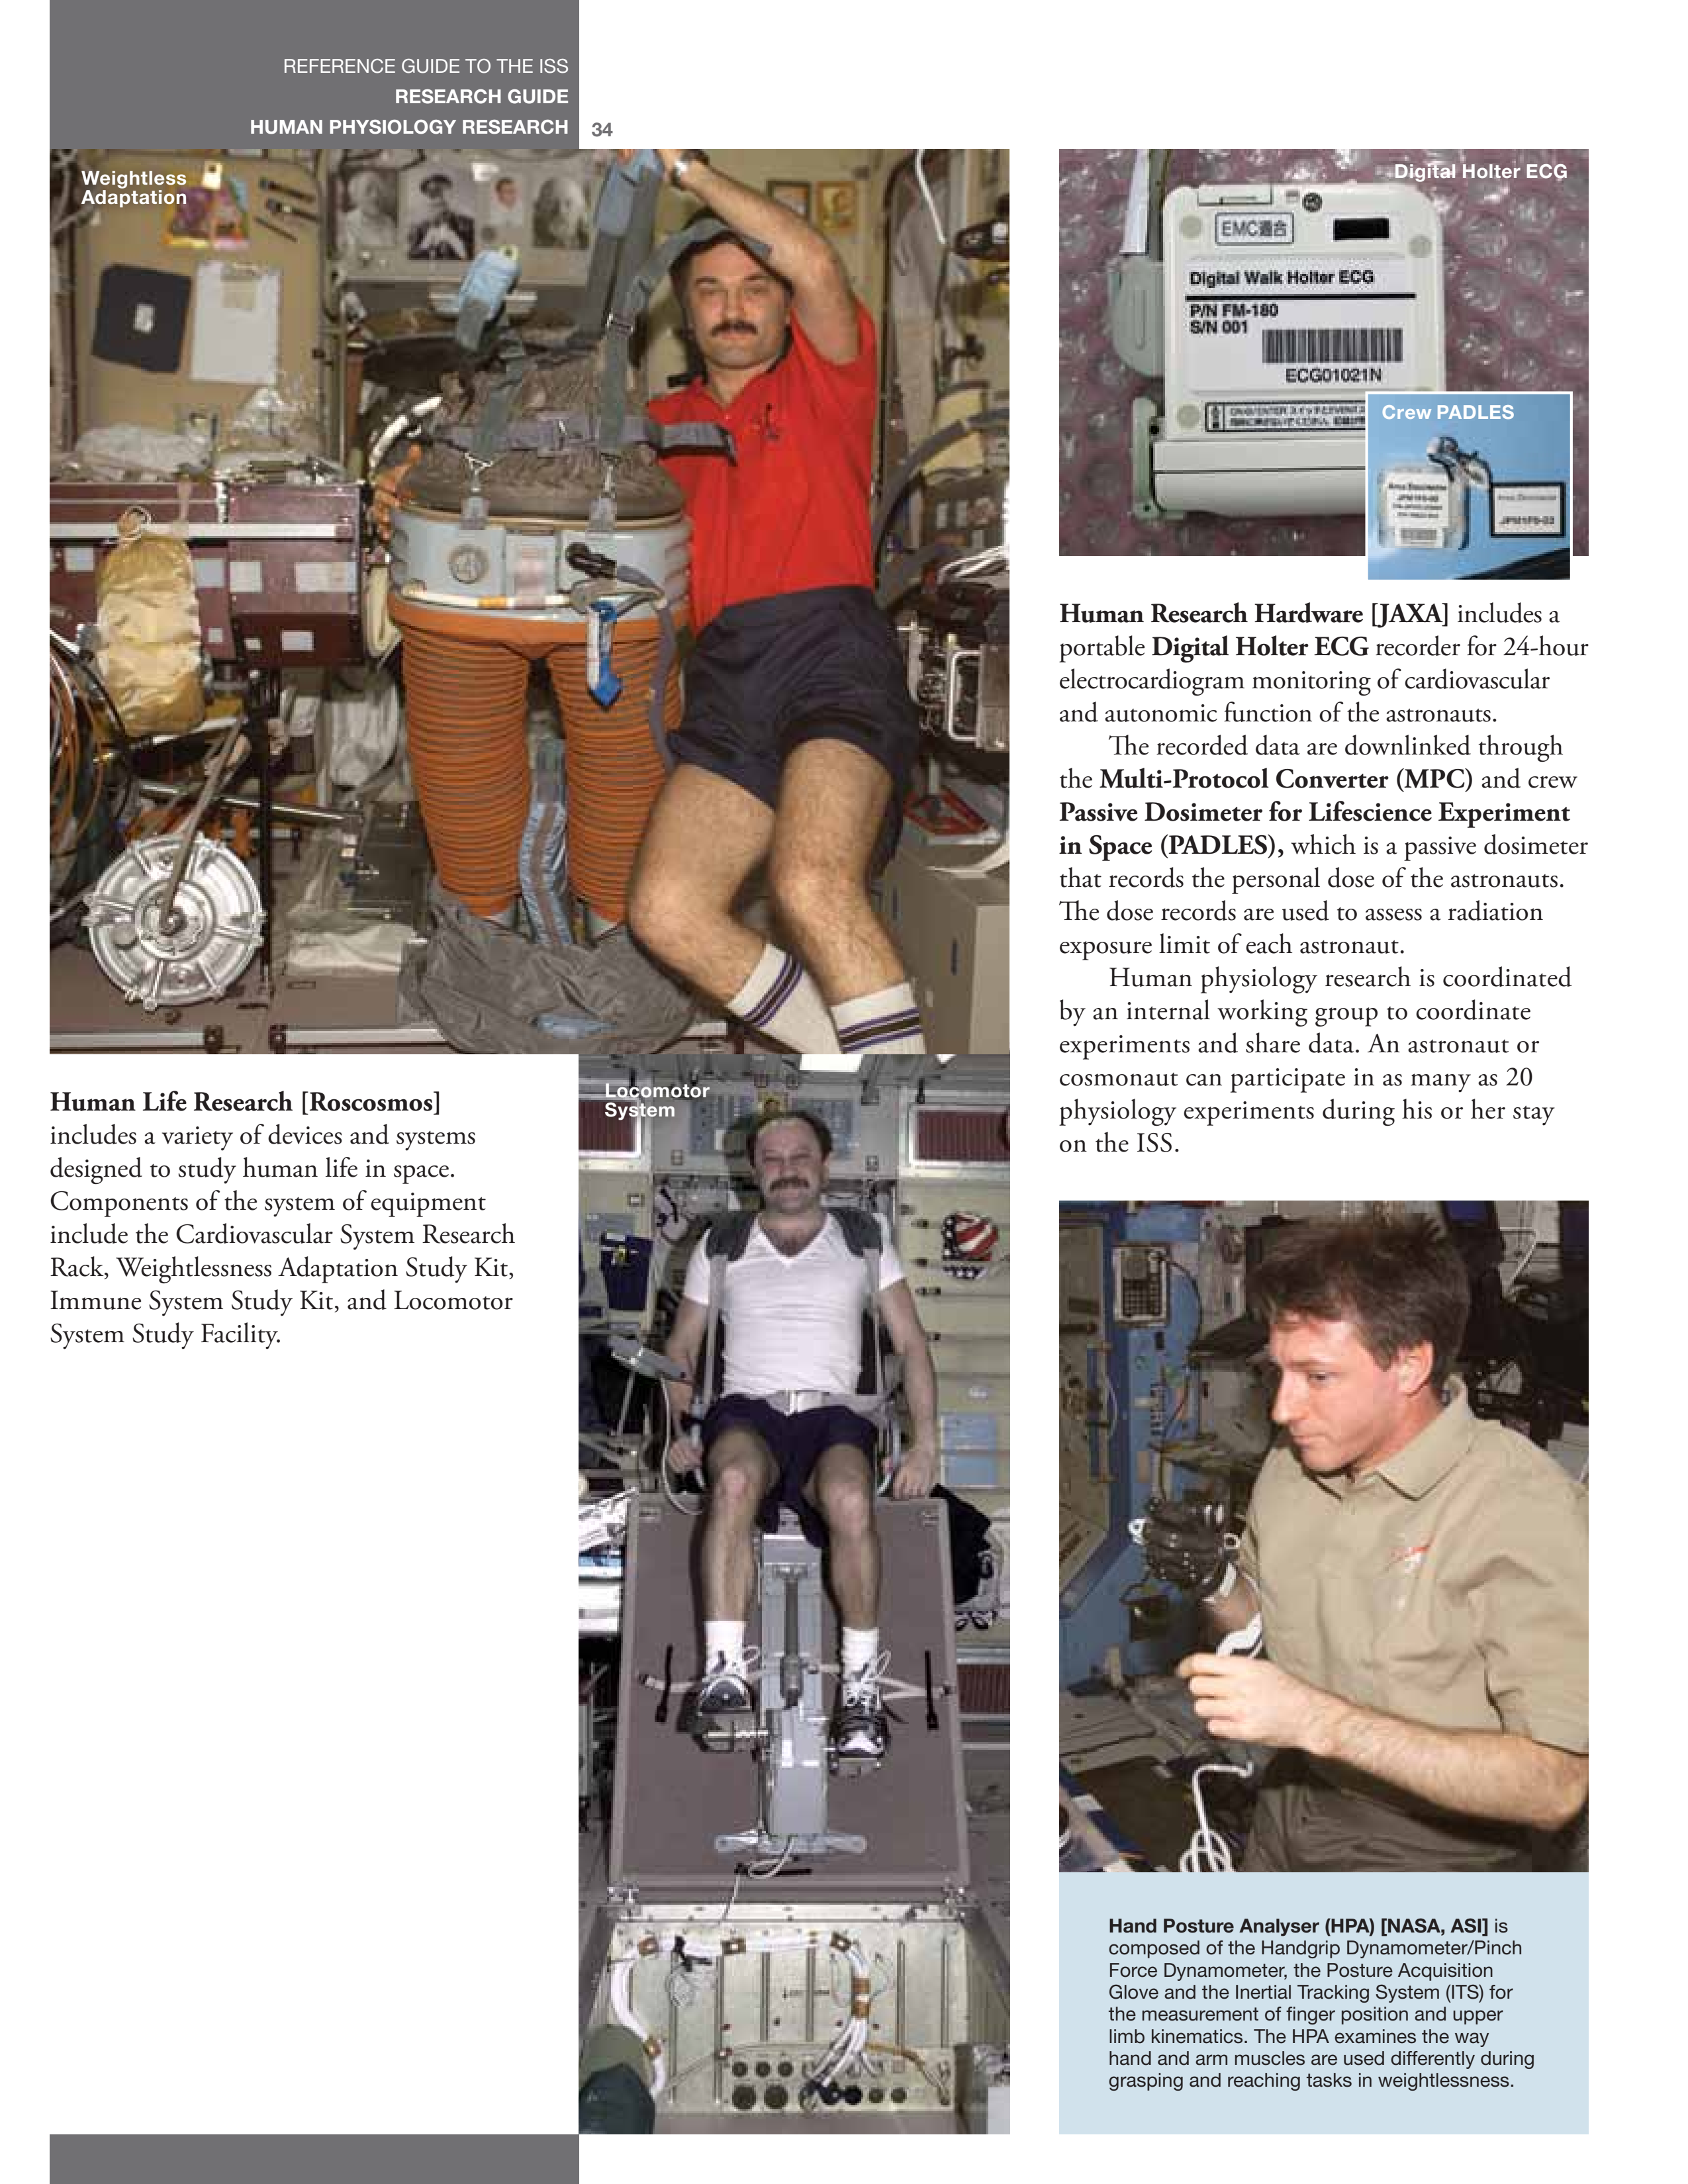 REFERENCE GUIDE TO THE ISS
RESEARCH GUIDE
HUMAN PHYSIOLOGY RESEARCH
34
Weightless
Adaptation
Digital Holter ECG
EMC適合
Digital Walk Holter ECG
P/N FM-180
S/N 001
ECG01021N
Crew PADLES
Area Dosimeter
JPM1F5-03
Human Research Hardware [JAXA] includes a
portable Digital Holter ECG recorder for 24-hour
electrocardiogram monitoring of cardiovascular
and autonomic function of the astronauts.
The recorded data are downlinked through
the Multi-Protocol Converter (MPC) and crew
Passive Dosimeter for Lifescience Experiment
in Space (PADLES), which is a passive dosimeter
that records the personal dose of the astronauts.
The dose records are used to assess a radiation
exposure limit of each astronaut.
Human physiology research is coordinated
by an internal working group to coordinate
experiments and share data. An astronaut or
cosmonaut can participate in as many as 20
physiology experiments during his or her stay
on the ISS.
Human Life Research [Roscosmos]
includes a variety of devices and systems
designed to study human life in space.
Components of the system of equipment
include the Cardiovascular System Research
Rack, Weightlessness Adaptation Study Kit,
Immune System Study Kit, and Locomotor
System Study Facility.
Locomotor
System
Hand Posture Analyser (HPA) [NASA, ASI] is
composed of the Handgrip Dynamometer/Pinch
Force Dynamometer, the Posture Acquisition
Glove and the Inertial Tracking System (ITS) for
the measurement of finger position and upper
limb kinematics. The HPA examines the way
hand and arm muscles are used differently during
grasping and reaching tasks in weightlessness.